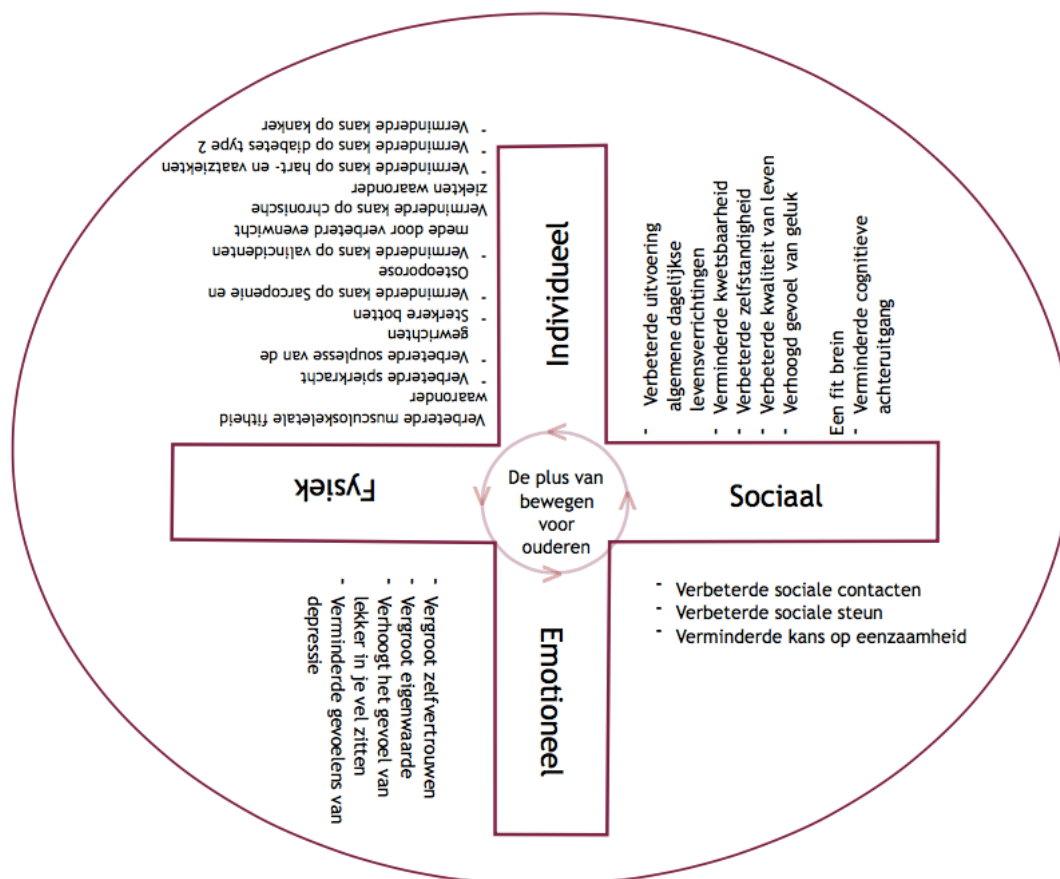 De plus van
bewegen
voor
ouderen
Individueel
- Verbeterde uitvoering
algemene dagelijkse
levensverrichtingen
- Verminderde kwetsbaarheid
- Verbeterde zelfstandigheid
- Verbeterde kwaliteit van leven
- Verhoogd gevoel van geluk
Een fit brein
- Verminderde cognitieve
achteruitgang
Sociaal
- Verbeterde sociale contacten
- Verbeterde sociale steun
- Verminderde kans op eenzaamheid
Emotioneel
- Vergroot zelfvertrouwen
- Vergroot eigenwaarde
- Verhoogt het gevoel van
lekker in je vel zitten
- Verminderde gevoelens van
depressie
Fysiek
Verbeterde musculoskeletale fitheid
waaronder
- Verbeterde spierkracht
- Verbeterde souplesse van de
gewrichten
- Sterkere botten
- Verminderde kans op Sarcopenie en
Osteoporose
- Verminderde kans op valincidenten
mede door verbeterd evenwicht
Verminderde kans op chronische
ziekten waaronder
- Verminderde kans op hart- en vaatziekten
- Verminderde kans op diabetes type 2
- Verminderde kans op kanker